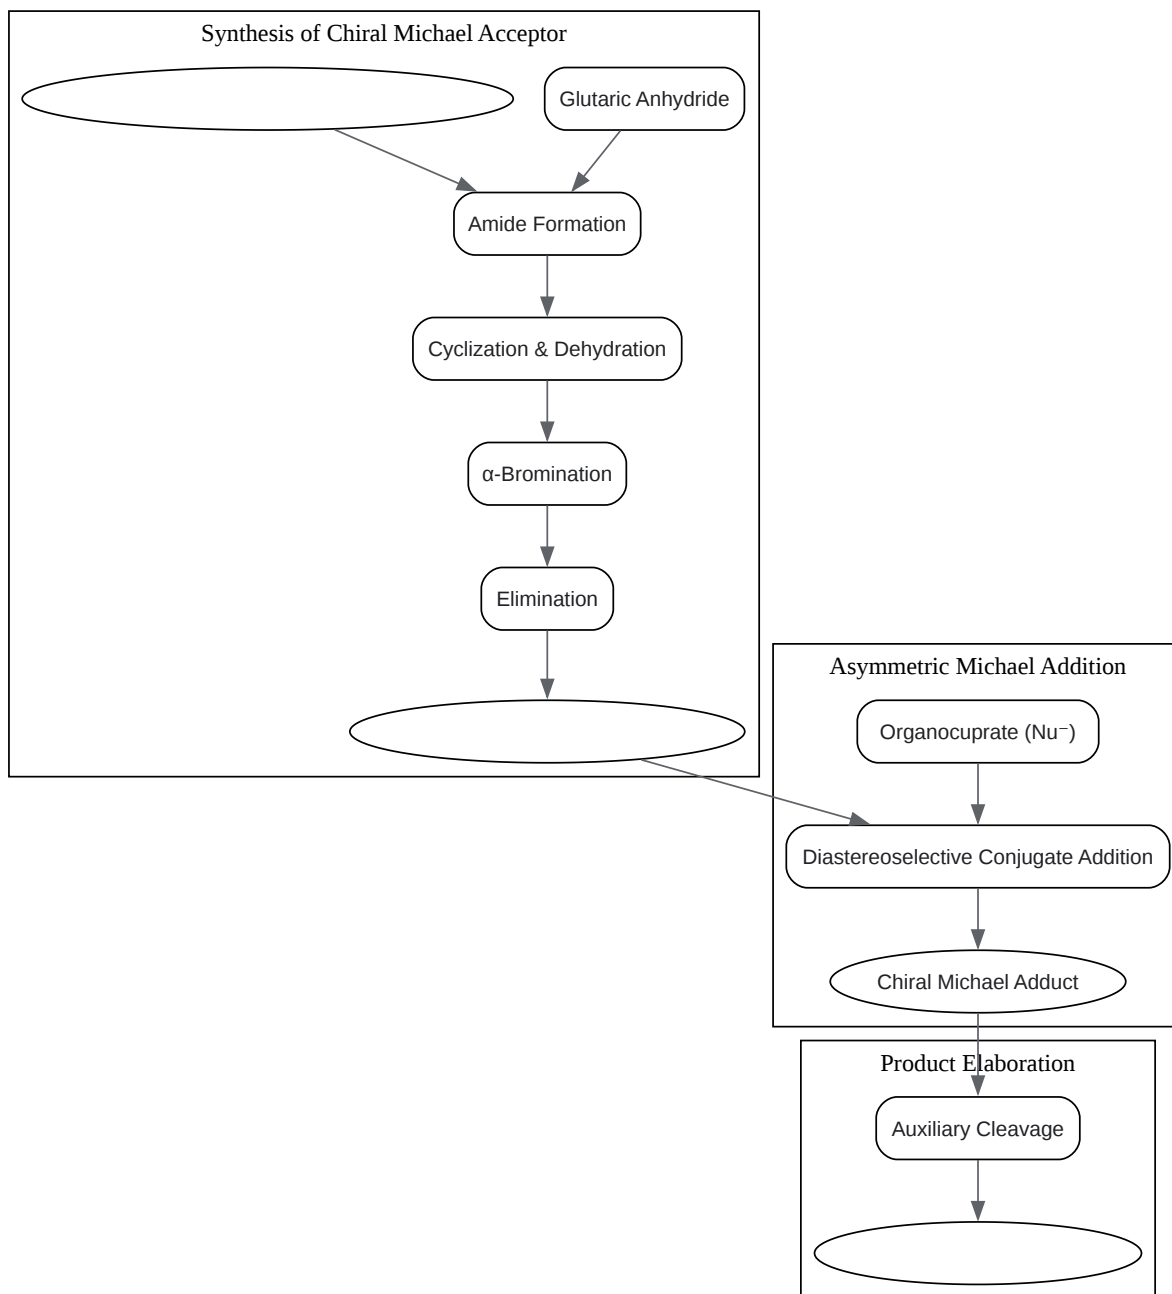 Synthesis of Chiral Michael Acceptor
Glutaric Anhydride
Amide Formation
Cyclization & Dehydration
α-Bromination
Elimination
Asymmetric Michael Addition
Organocuprate (Nu⁻)
Diastereoselective Conjugate Addition
Chiral Michael Adduct
Product Elaboration
Auxiliary Cleavage